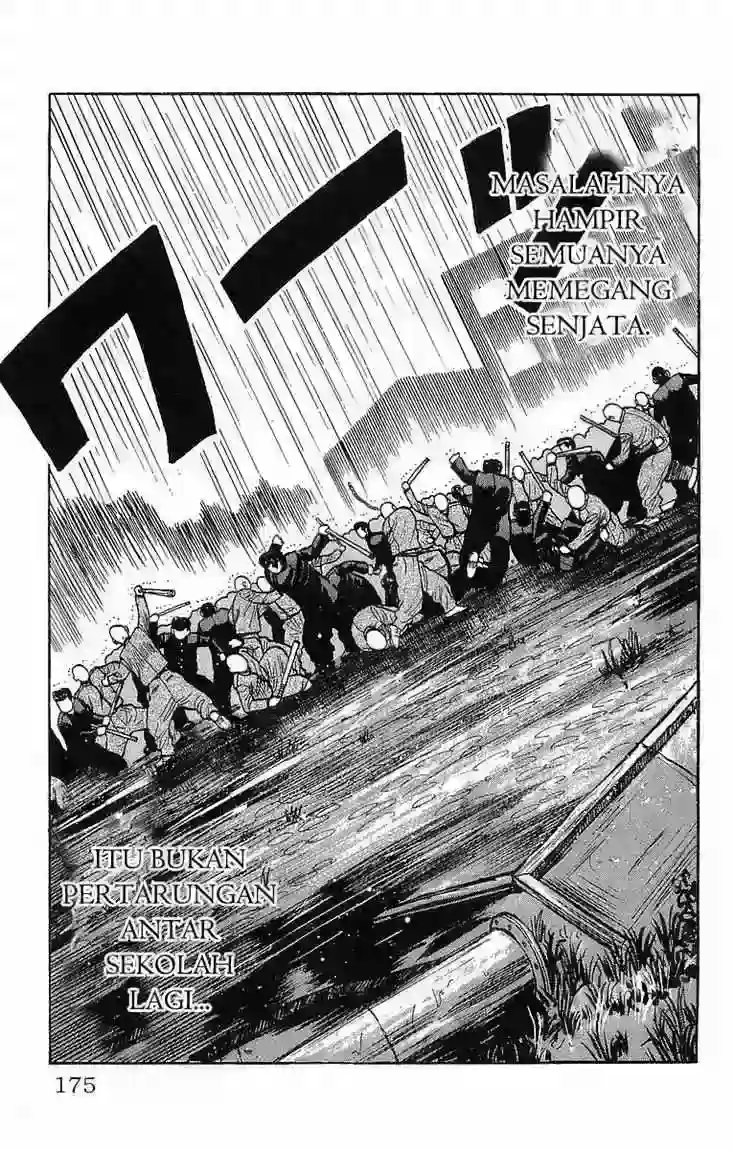 ワーッ
MASALAHNYA
HAMPIR
SEMUANYA
MEMEGANG
SENJATA.
ITU BUKAN
PERTARUNGAN
ANTAR
SEKOLAH
LAGI...
175